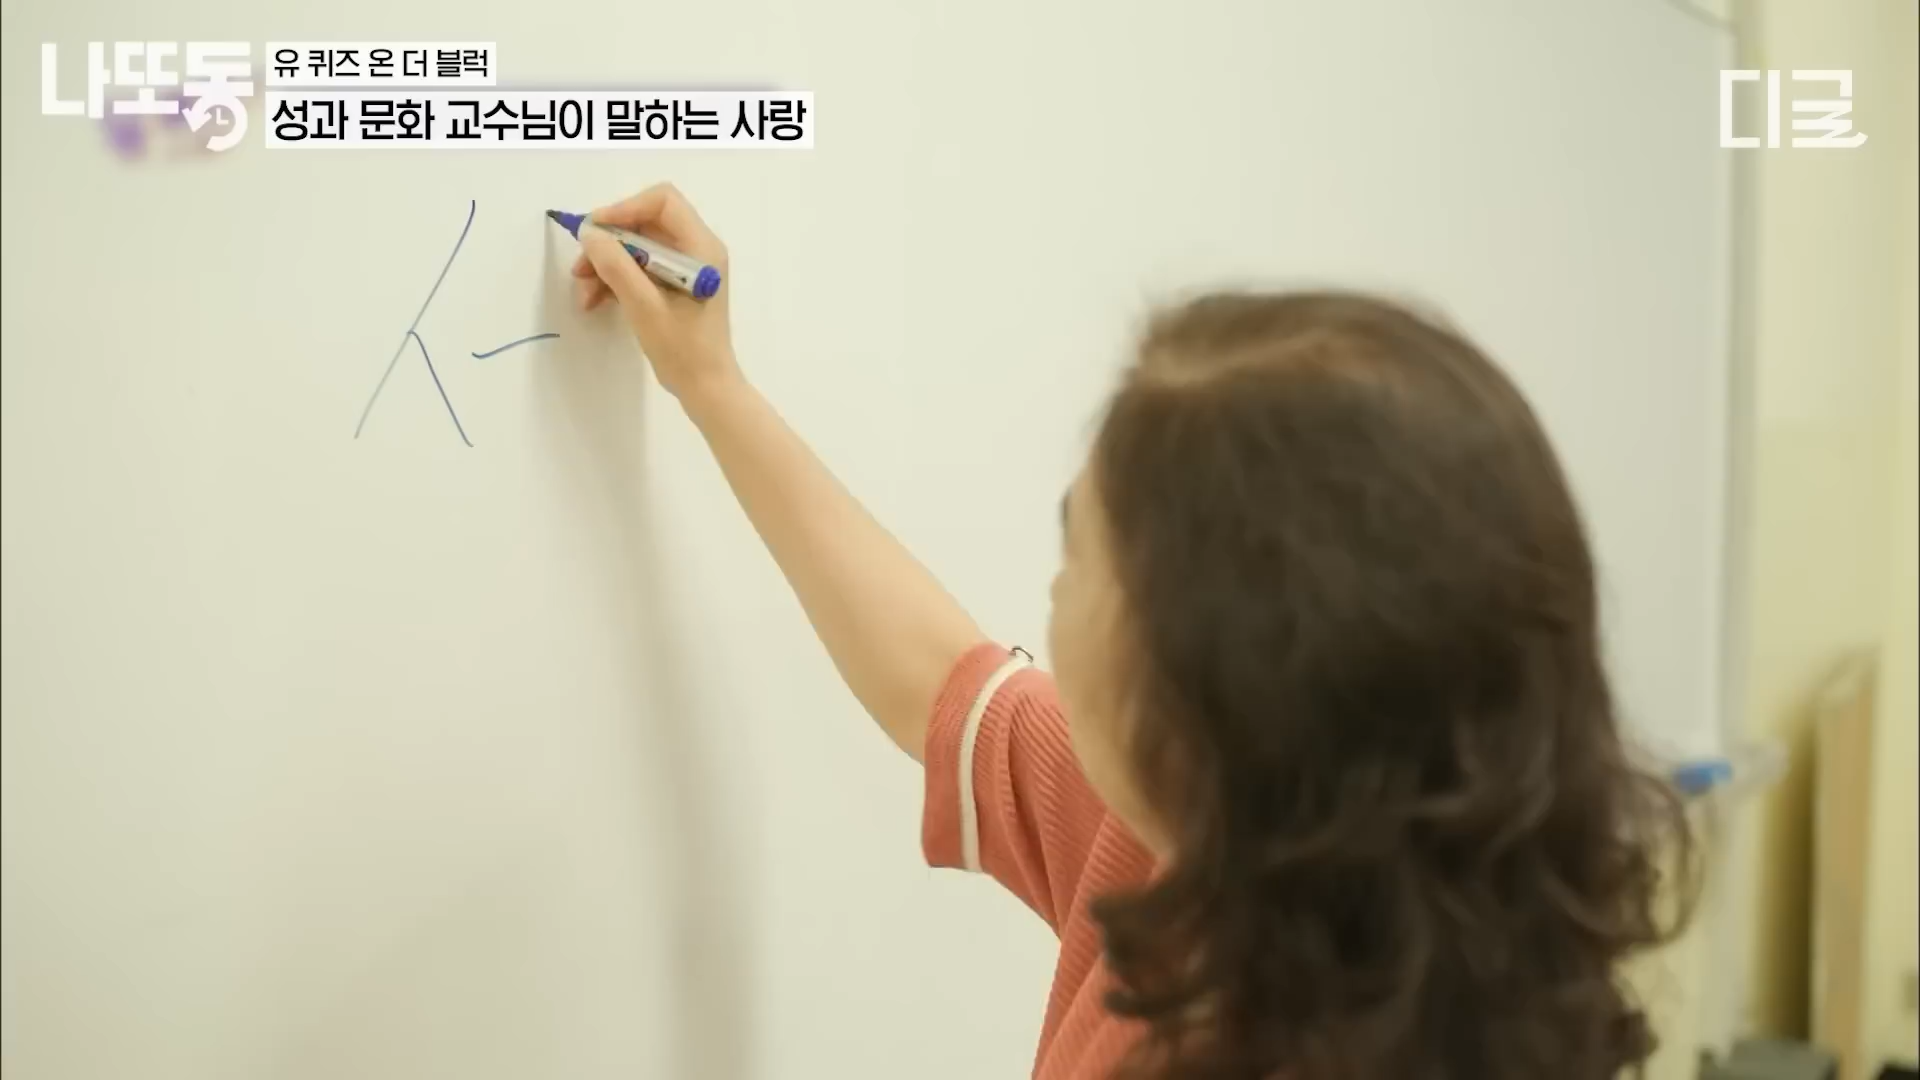 나또동
유 퀴즈 온 더 블럭
성과 문화 교수님이 말하는 사랑
디글
ㅅ-